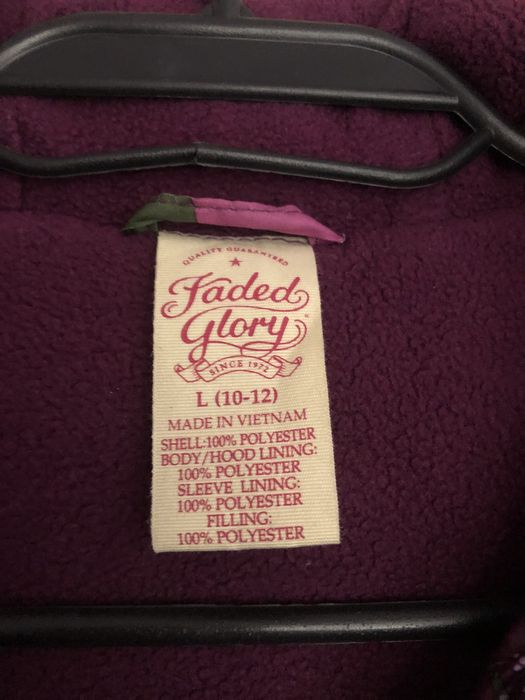 QUALITY GUARANTEED
Faded
Glory
SINCE 1972
L (10-12)
MADE IN VIETNAM
SHELL:100% POLYESTER
BODY/HOOD LINING:
100% POLYESTER
SLEEVE LINING:
100% POLYESTER
FILLING:
100% POLYESTER